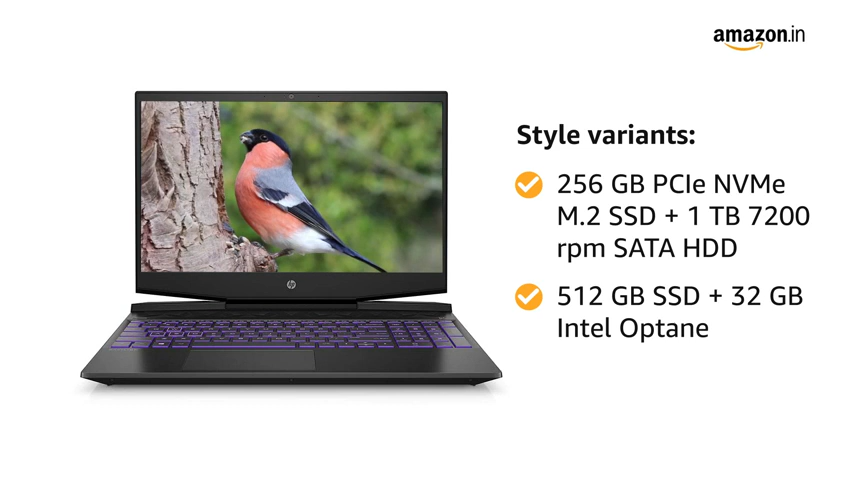 amazon.in
Style variants:
256 GB PCIe NVMe
M.2 SSD + 1 TB 7200
rpm SATA HDD
512 GB SSD + 32 GB
Intel Optane
hp